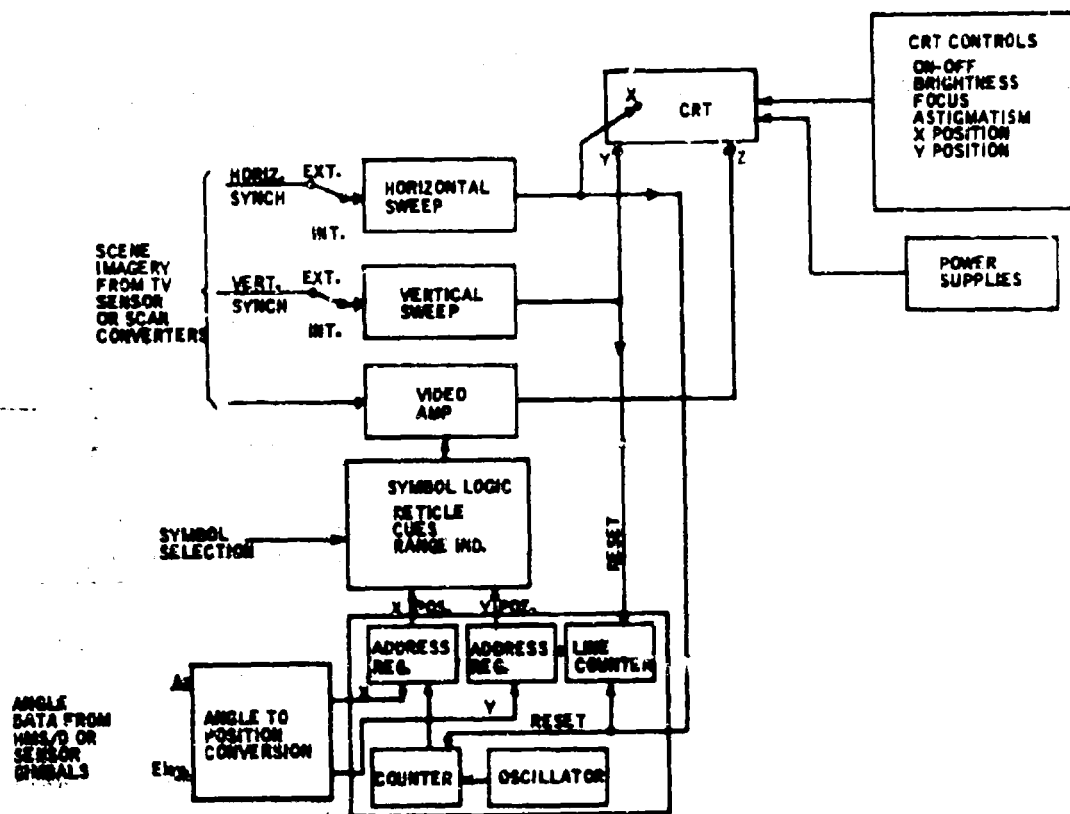 CRT CONTROLS
ON-OFF
BRIGHTNESS
FOCUS
ASTIGMATISM
X POSITION
Y POSITION
X
CRT
Y
Z
HORIZ.
SYNCH
EXT.
INT.
HORIZONTAL
SWEEP
SCENE
IMAGERY
FROM TV
SENSOR
OR SCAN
CONVERTERS
VERT.
SYNCH
EXT.
INT.
VERTICAL
SWEEP
POWER
SUPPLIES
VIDEO
AMP
SYMBOL LOGIC
RETICLE
CUES
RANGE IND.
SYMBOL
SELECTION
RESET
X POS.
Y POS.
ADDRESS
REG.
ADDRESS
REG.
LINE
COUNTER
ANGLE
DATA FROM
HMS/D OR
SENSOR
GIMBALS
AZ
ANGLE TO
POSITION
CONVERSION
X
Y
RESET
COUNTER
OSCILLATOR